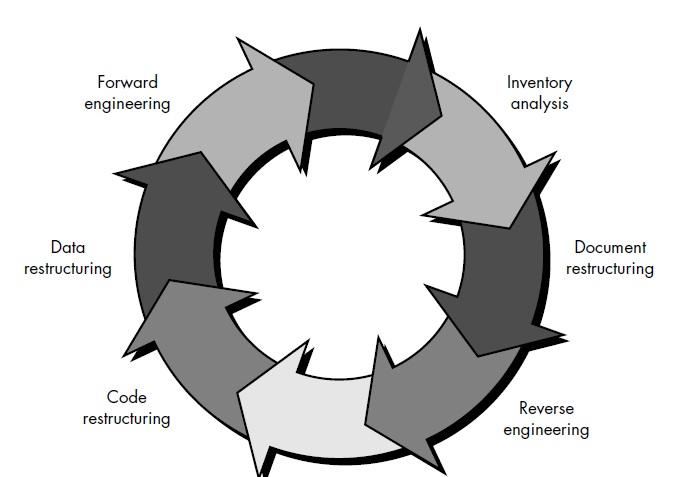 Forward
engineering
Inventory
analysis
Data
restructuring
Document
restructuring
Code
restructuring
Reverse
engineering